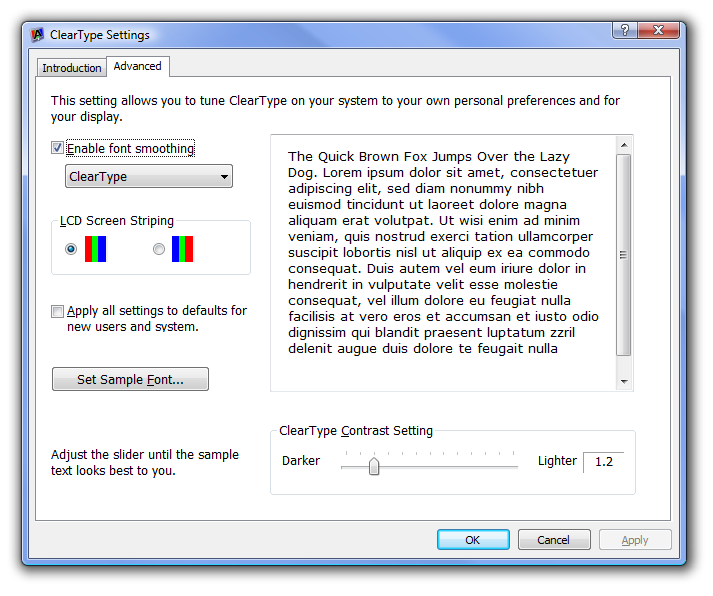 ClearType Settings
Introduction
Advanced
This setting allows you to tune ClearType on your system to your own personal preferences and for
your display.
Enable font smoothing
ClearType
LCD Screen Striping
Apply all settings to defaults for
new users and system.
Set Sample Font...
Adjust the slider until the sample
text looks best to you.
The Quick Brown Fox Jumps Over the Lazy
Dog. Lorem ipsum dolor sit amet, consectetuer
adipiscing elit, sed diam nonummy nibh
euismod tincidunt ut laoreet dolore magna
aliquam erat volutpat. Ut wisi enim ad minim
veniam, quis nostrud exerci tation ullamcorper
suscipit lobortis nisl ut aliquip ex ea commodo
consequat. Duis autem vel eum iriure dolor in
hendrerit in vulputate velit esse molestie
consequat, vel illum dolore eu feugiat nulla
facilisis at vero eros et accumsan et iusto odio
dignissim qui blandit praesent luptatum zzril
delenit augue duis dolore te feugait nulla
ClearType Contrast Setting
Darker
Lighter
1.2
OK
Cancel
Apply